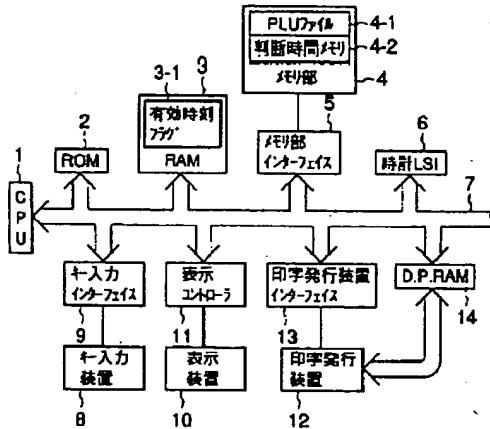 PLUファイル
4-1
判断時間メモリ
4-2
メモリ部
4
3-1
3
有効時刻
フラグ
RAM
5
メモリ部
インターフェイス
6
時計LSI
2
ROM
1
CPU
7
キー入力
インターフェイス
9
表示
コントローラ
11
印字発行装置
インターフェイス
13
D.P.RAM
14
キー入力
装置
8
表示
装置
10
印字発行
装置
12